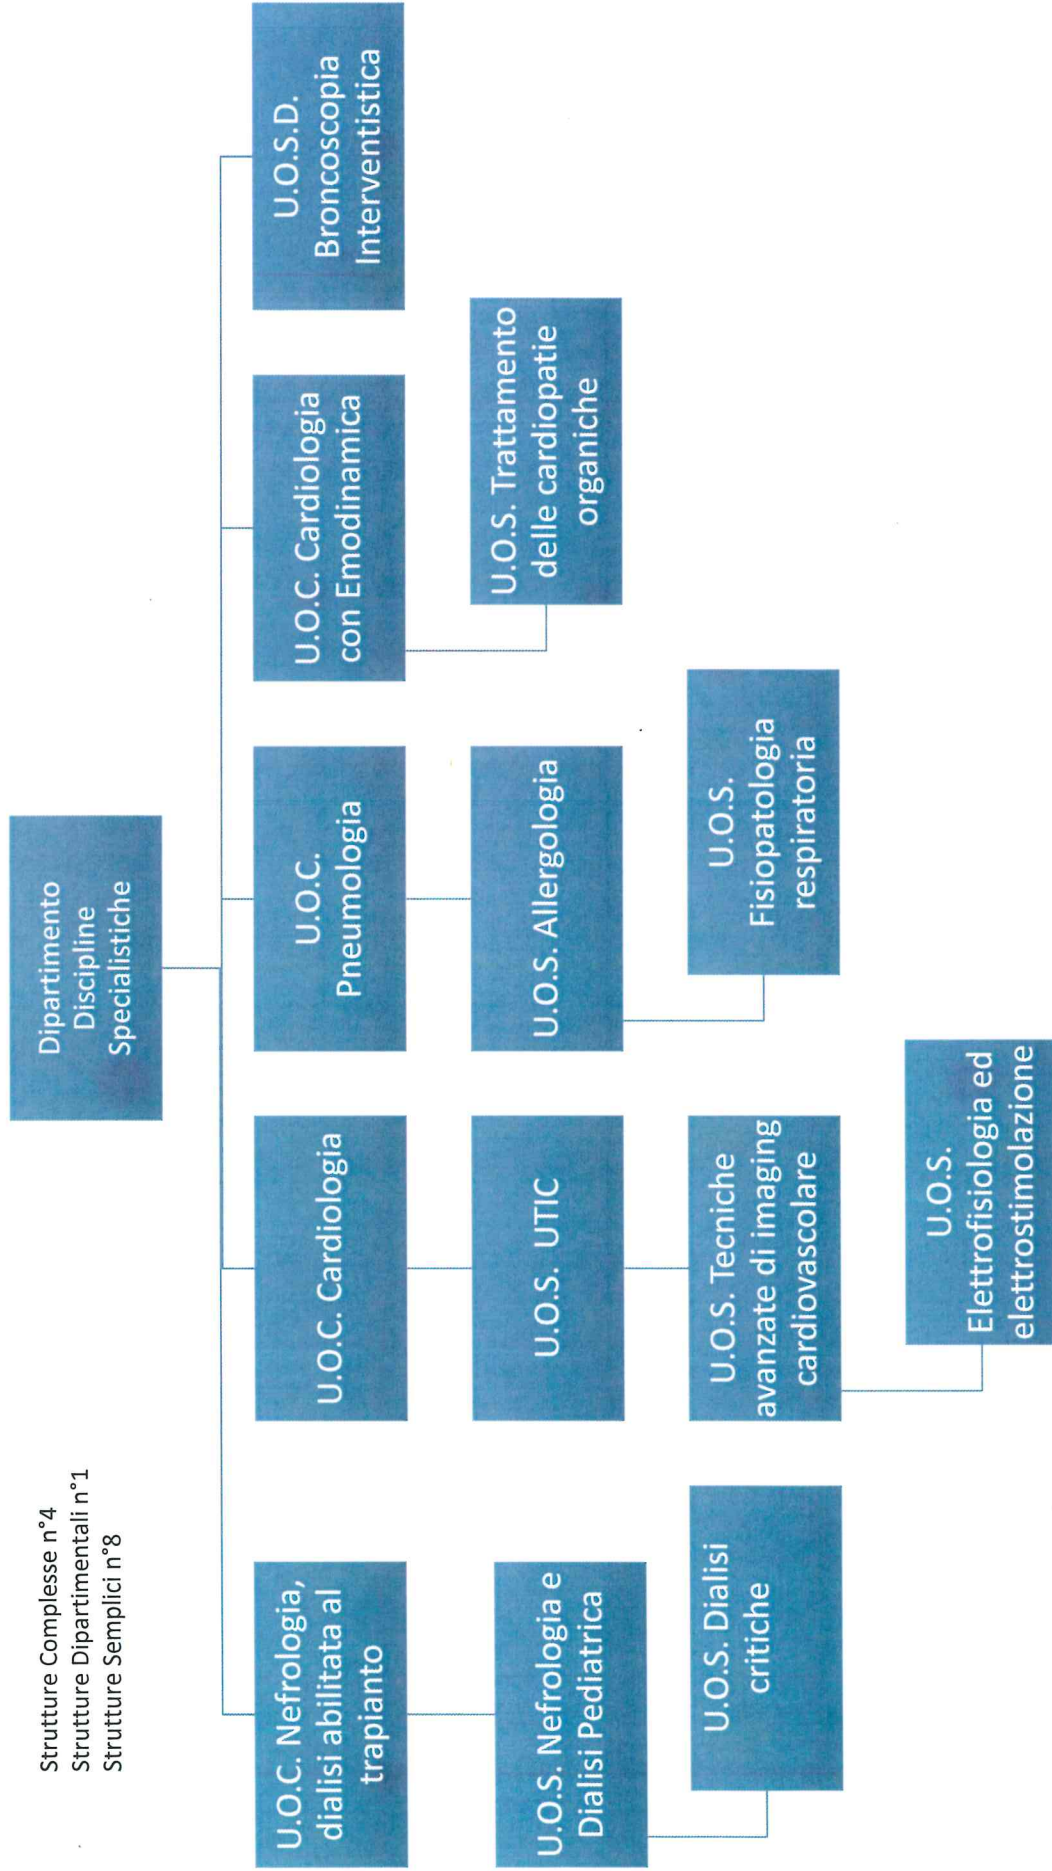 Strutture Complesse n°4
Strutture Dipartimentali n°1
Strutture Semplici n°8
Dipartimento
Discipline
Specialistiche
U.O.C. Nefrologia,
dialisi abilitata al
trapianto
U.O.S. Nefrologia e
Dialisi Pediatrica
U.O.S. Dialisi
critiche
U.O.C. Cardiologia
U.O.S. UTIC
U.O.S. Tecniche
avanzate di imaging
cardiovascolare
U.O.S.
Elettrofisiologia ed
elettrostimolazione
U.O.C.
Pneumologia
U.O.S. Allergologia
U.O.S.
Fisiopatologia
respiratoria
U.O.C. Cardiologia
con Emodinamica
U.O.S. Trattamento
delle cardiopatie
organiche
U.O.S.D.
Broncoscopia
Interventistica